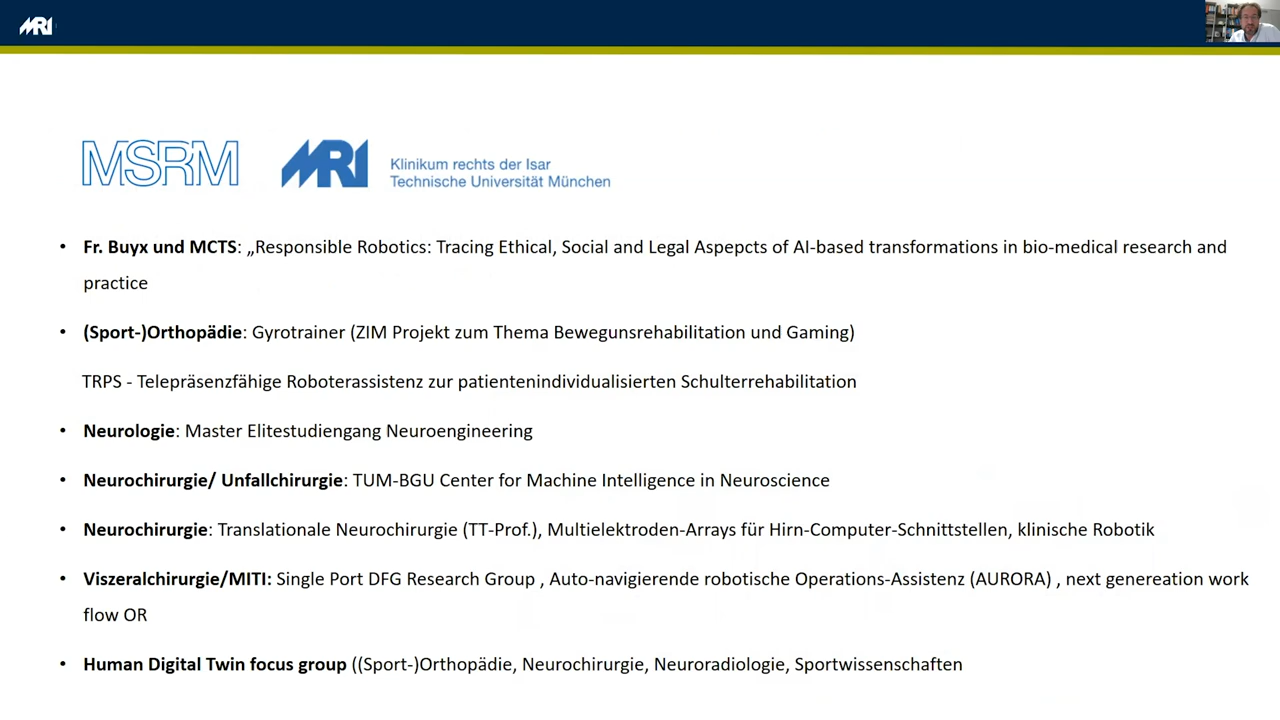 MRI
MSRM
MRI
Klinikum rechts der Isar
Technische Universität München
• Fr. Buyx und MCTS: „Responsible Robotics: Tracing Ethical, Social and Legal Aspepcts of AI-based transformations in bio-medical research and
practice
• (Sport-)Orthopädie: Gyrotrainer (ZIM Projekt zum Thema Bewegunsrehabilitation und Gaming)
TRPS - Telepräsenzfähige Roboterassistenz zur patientenindividualisierten Schulterrehabilitation
• Neurologie: Master Elitestudiengang Neuroengineering
• Neurochirurgie/ Unfallchirurgie: TUM-BGU Center for Machine Intelligence in Neuroscience
• Neurochirurgie: Translationale Neurochirurgie (TT-Prof.), Multielektroden-Arrays für Hirn-Computer-Schnittstellen, klinische Robotik
• Viszeralchirurgie/MITI: Single Port DFG Research Group , Auto-navigierende robotische Operations-Assistenz (AURORA) , next genereation work
flow OR
• Human Digital Twin focus group ((Sport-)Orthopädie, Neurochirurgie, Neuroradiologie, Sportwissenschaften